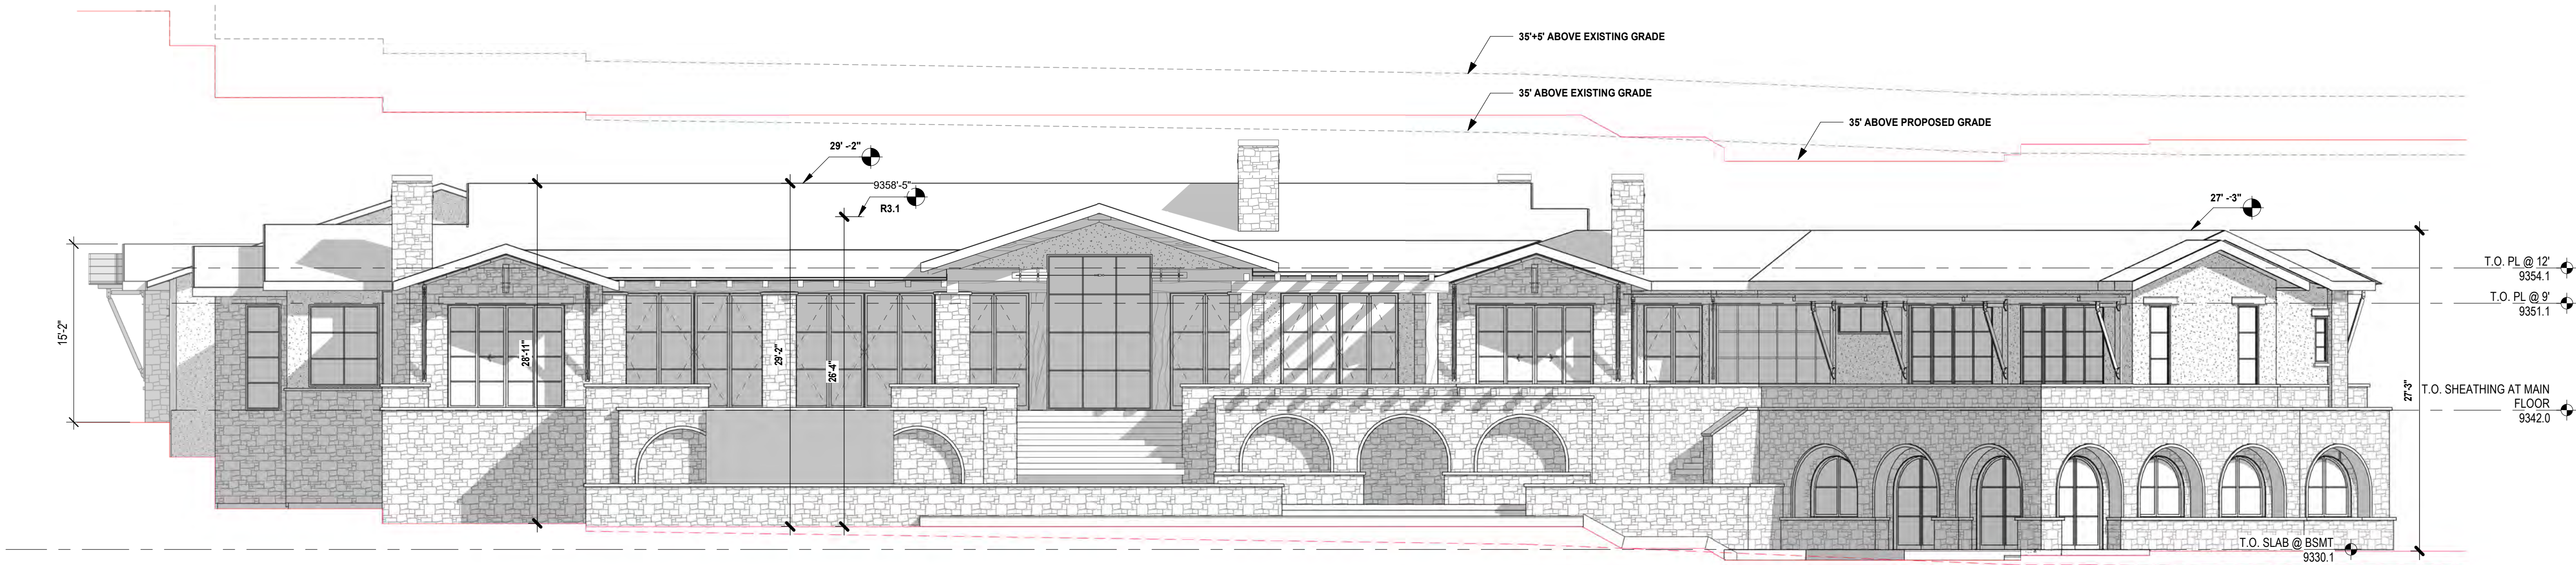 35'+5' ABOVE EXISTING GRADE
35' ABOVE EXISTING GRADE
35' ABOVE PROPOSED GRADE
29' -2"
9358'-5"
R3.1
27' -3"
T.O. PL @ 12'
9354.1
T.O. PL @ 9'
9351.1
15'-2"
28'-11"
29'-2"
26'-4"
27'-3"
T.O. SHEATHING AT MAIN
FLOOR
9342.0
T.O. SLAB @ BSMT
9330.1